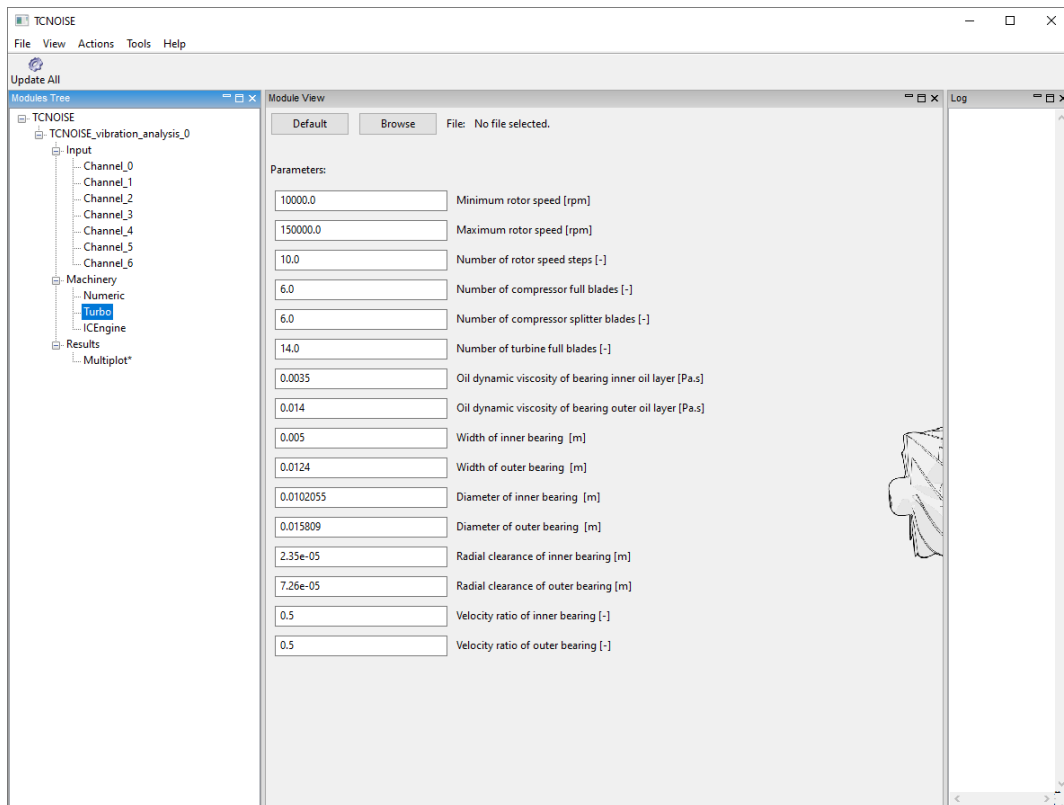 TCNOISE
File View Actions Tools Help
Update All
Modules Tree
TCNOISE
TCNOISE_vibration_analysis_0
Input
Channel_0
Channel_1
Channel_2
Channel_3
Channel_4
Channel_5
Channel_6
Machinery
Numeric
Turbo
ICEngine
Results
Multiplot*
Module View
Default Browse File: No file selected.
Parameters:
10000.0 Minimum rotor speed [rpm]
150000.0 Maximum rotor speed [rpm]
10.0 Number of rotor speed steps [-]
6.0 Number of compressor full blades [-]
6.0 Number of compressor splitter blades [-]
14.0 Number of turbine full blades [-]
0.0035 Oil dynamic viscosity of bearing inner oil layer [Pa.s]
0.014 Oil dynamic viscosity of bearing outer oil layer [Pa.s]
0.005 Width of inner bearing [m]
0.0124 Width of outer bearing [m]
0.0102055 Diameter of inner bearing [m]
0.015809 Diameter of outer bearing [m]
2.35e-05 Radial clearance of inner bearing [m]
7.26e-05 Radial clearance of outer bearing [m]
0.5 Velocity ratio of inner bearing [-]
0.5 Velocity ratio of outer bearing [-]
Log